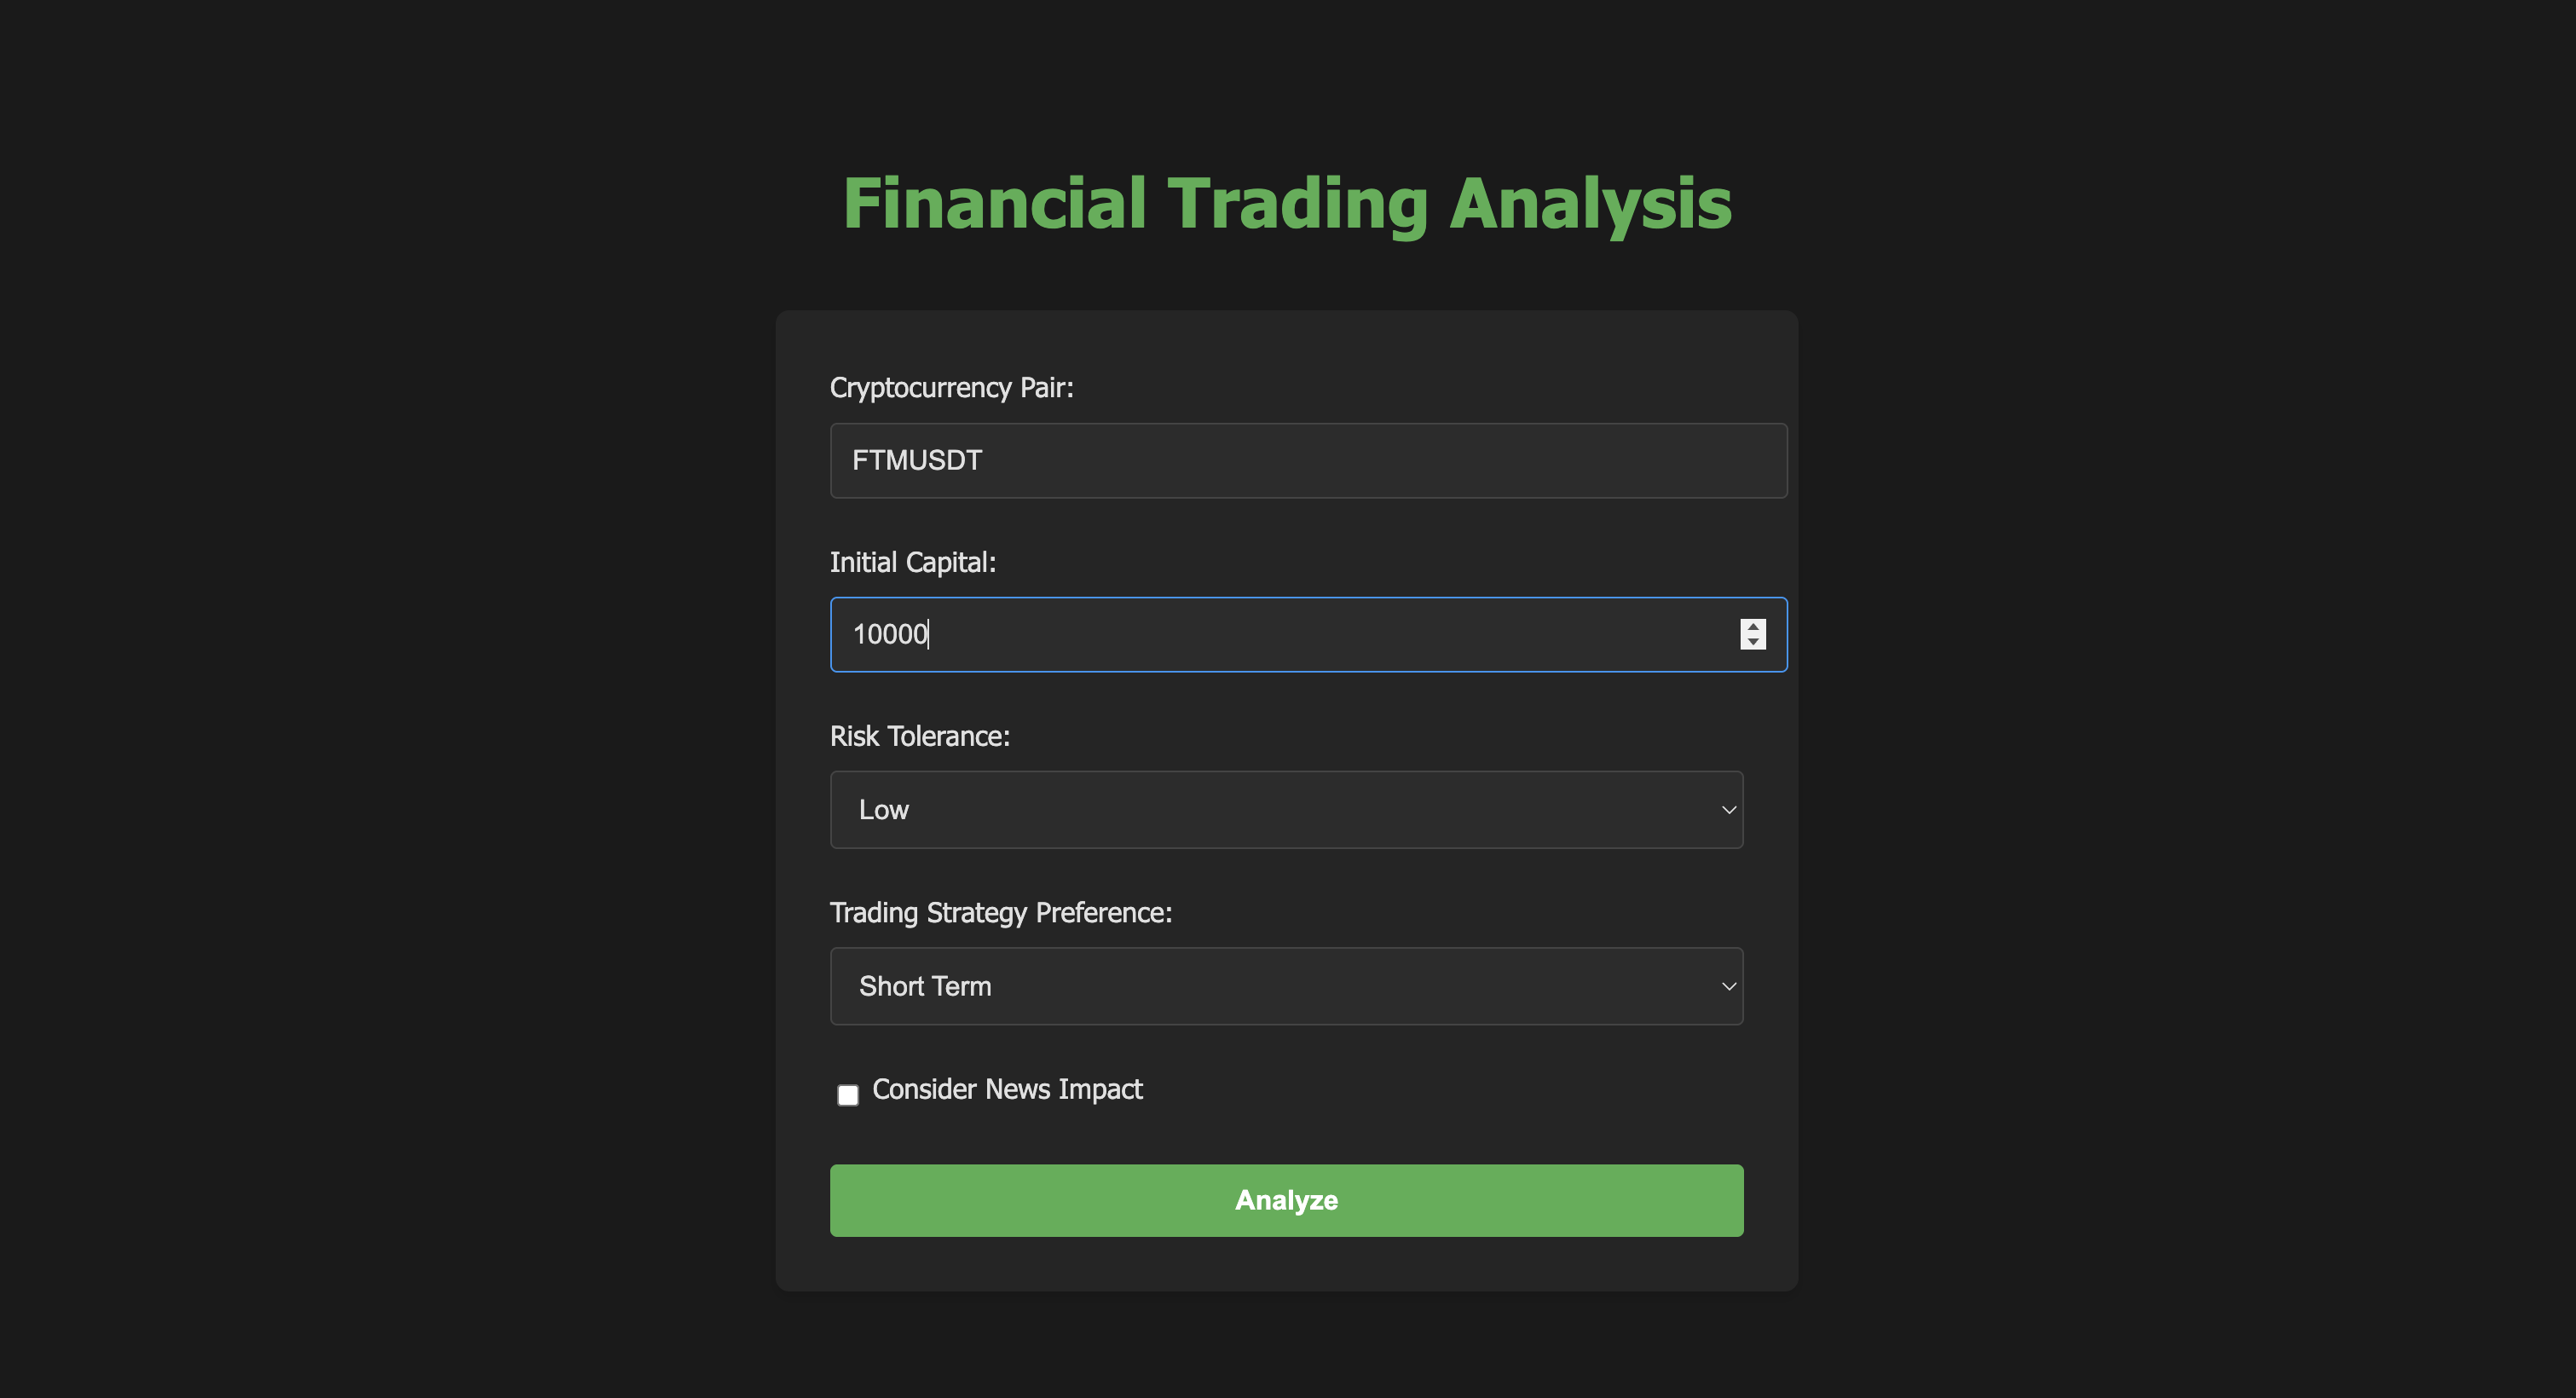 Financial Trading Analysis
Cryptocurrency Pair:
FTMUSDT
Initial Capital:
10000
Risk Tolerance:
Low
Trading Strategy Preference:
Short Term
Consider News Impact
Analyze